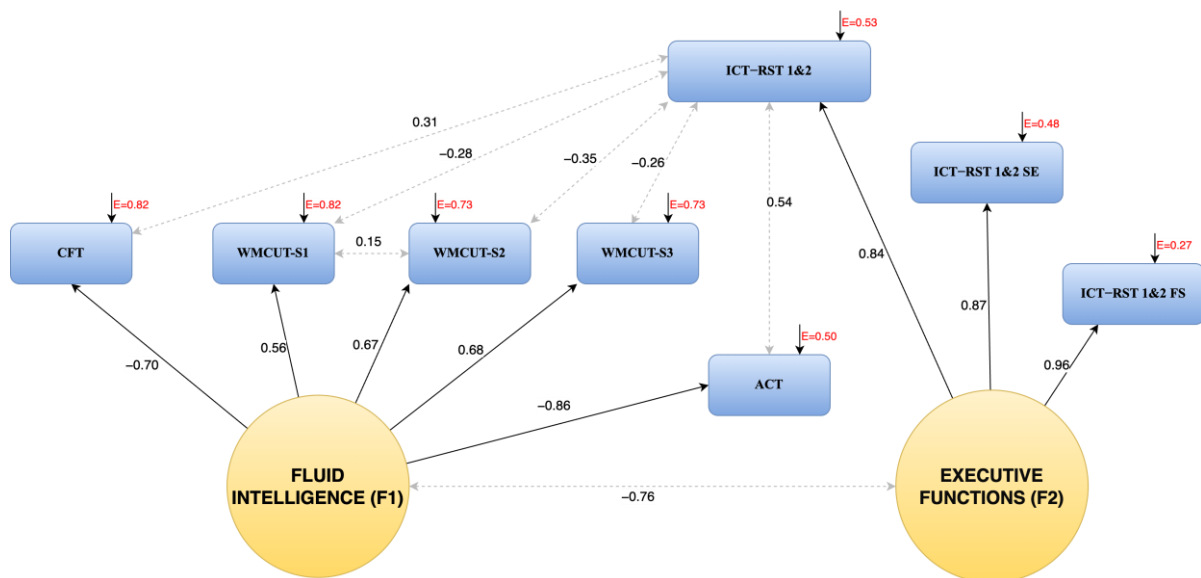 E=0.53
ICT−RST 1&2
E=0.48
ICT−RST 1&2 SE
0.31
−0.28
−0.35
−0.26
0.54
0.84
E=0.82
E=0.82
E=0.73
E=0.73
CFT
WMCUT-S1
0.15
WMCUT-S2
WMCUT-S3
E=0.27
ICT−RST 1&2 FS
0.87
−0.70
0.56
0.67
0.68
E=0.50
ACT
−0.86
0.96
FLUID
INTELLIGENCE (F1)
−0.76
EXECUTIVE
FUNCTIONS (F2)